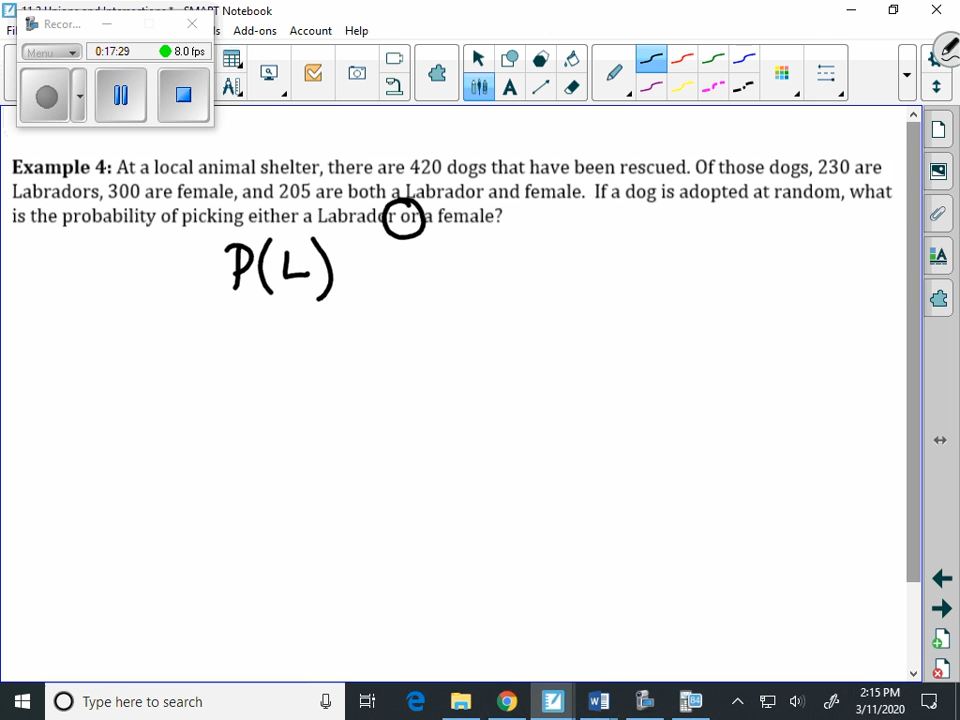 SMART Notebook
Recor...
Add-ons Account Help
Menu 0:17:29 8.0 fps
Example 4: At a local animal shelter, there are 420 dogs that have been rescued. Of those dogs, 230 are
Labradors, 300 are female, and 205 are both a Labrador and female. If a dog is adopted at random, what
is the probability of picking either a Labrador or a female?
P(L)
Type here to search
2:15 PM
3/11/2020